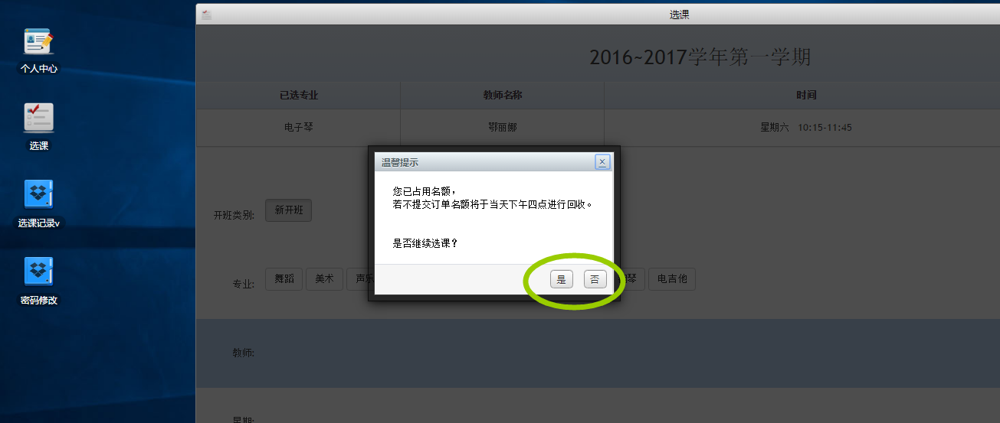 选课
个人中心
选课
选课记录v
密码修改
2016~2017学年第一学期
已选专业 教师名称 时间
电子琴 鄂丽娜 星期六 10:15-11:45
温馨提示
您已占用名额，
若不提交订单名额将于当天下午四点进行回收。
是否继续选课？
是 否
开班类别: 新开班
专业: 舞蹈 美术 声乐 琴 电吉他
教师:
星期: